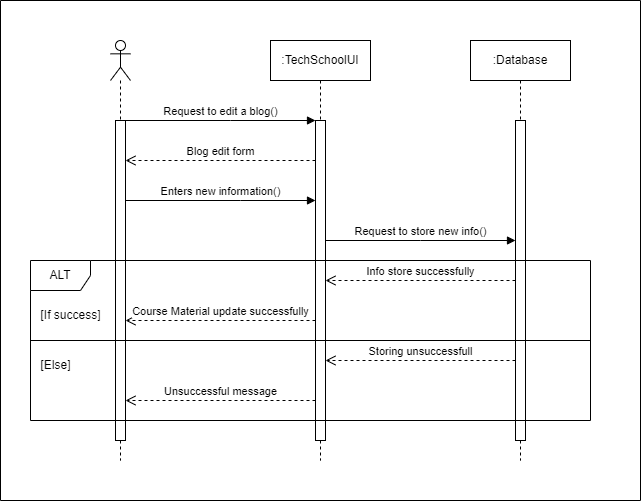 :TechSchoolUI
:Database
Request to edit a blog()
Blog edit form
Enters new information()
Request to store new info()
ALT
Info store successfully
[If success]
Course Material update successfully
Storing unsuccessfull
[Else]
Unsuccessful message